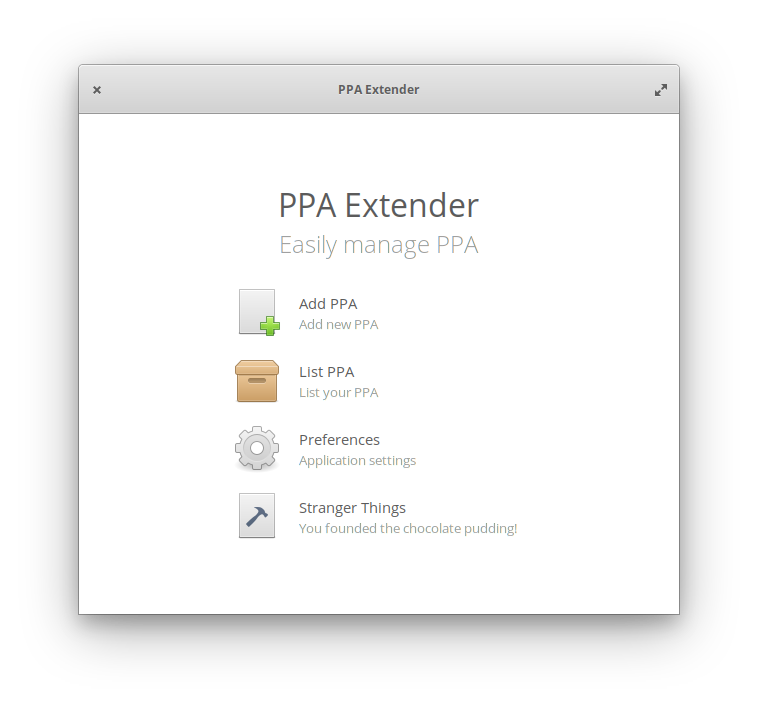 PPA Extender
PPA Extender
Easily manage PPA
Add PPA
Add new PPA
List PPA
List your PPA
Preferences
Application settings
Stranger Things
You founded the chocolate pudding!